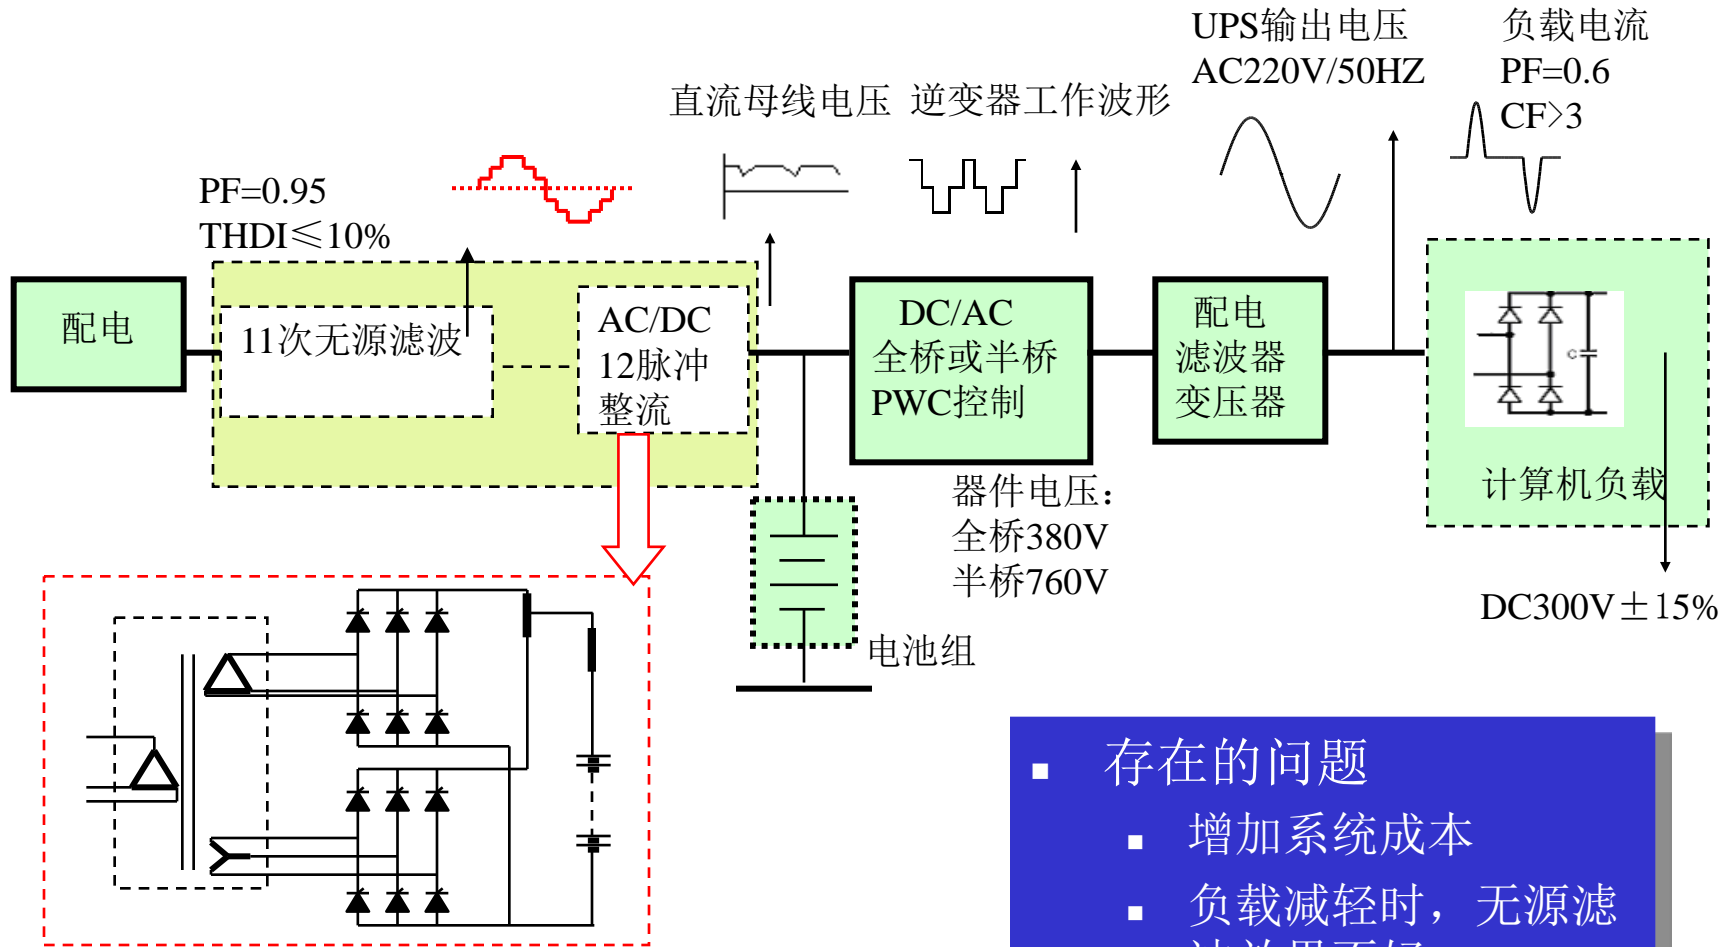 UPS输出电压
AC220V/50HZ
负载电流
PF=0.6
CF>3
直流母线电压
逆变器工作波形
PF=0.95
THDI≤10%
配电
11次无源滤波
AC/DC
12脉冲
整流
DC/AC
全桥或半桥
PWC控制
配电
滤波器
变压器
C
计算机负载
器件电压：
全桥380V
半桥760V
电池组
DC300V±15%
存在的问题
增加系统成本
负载减轻时，无源滤